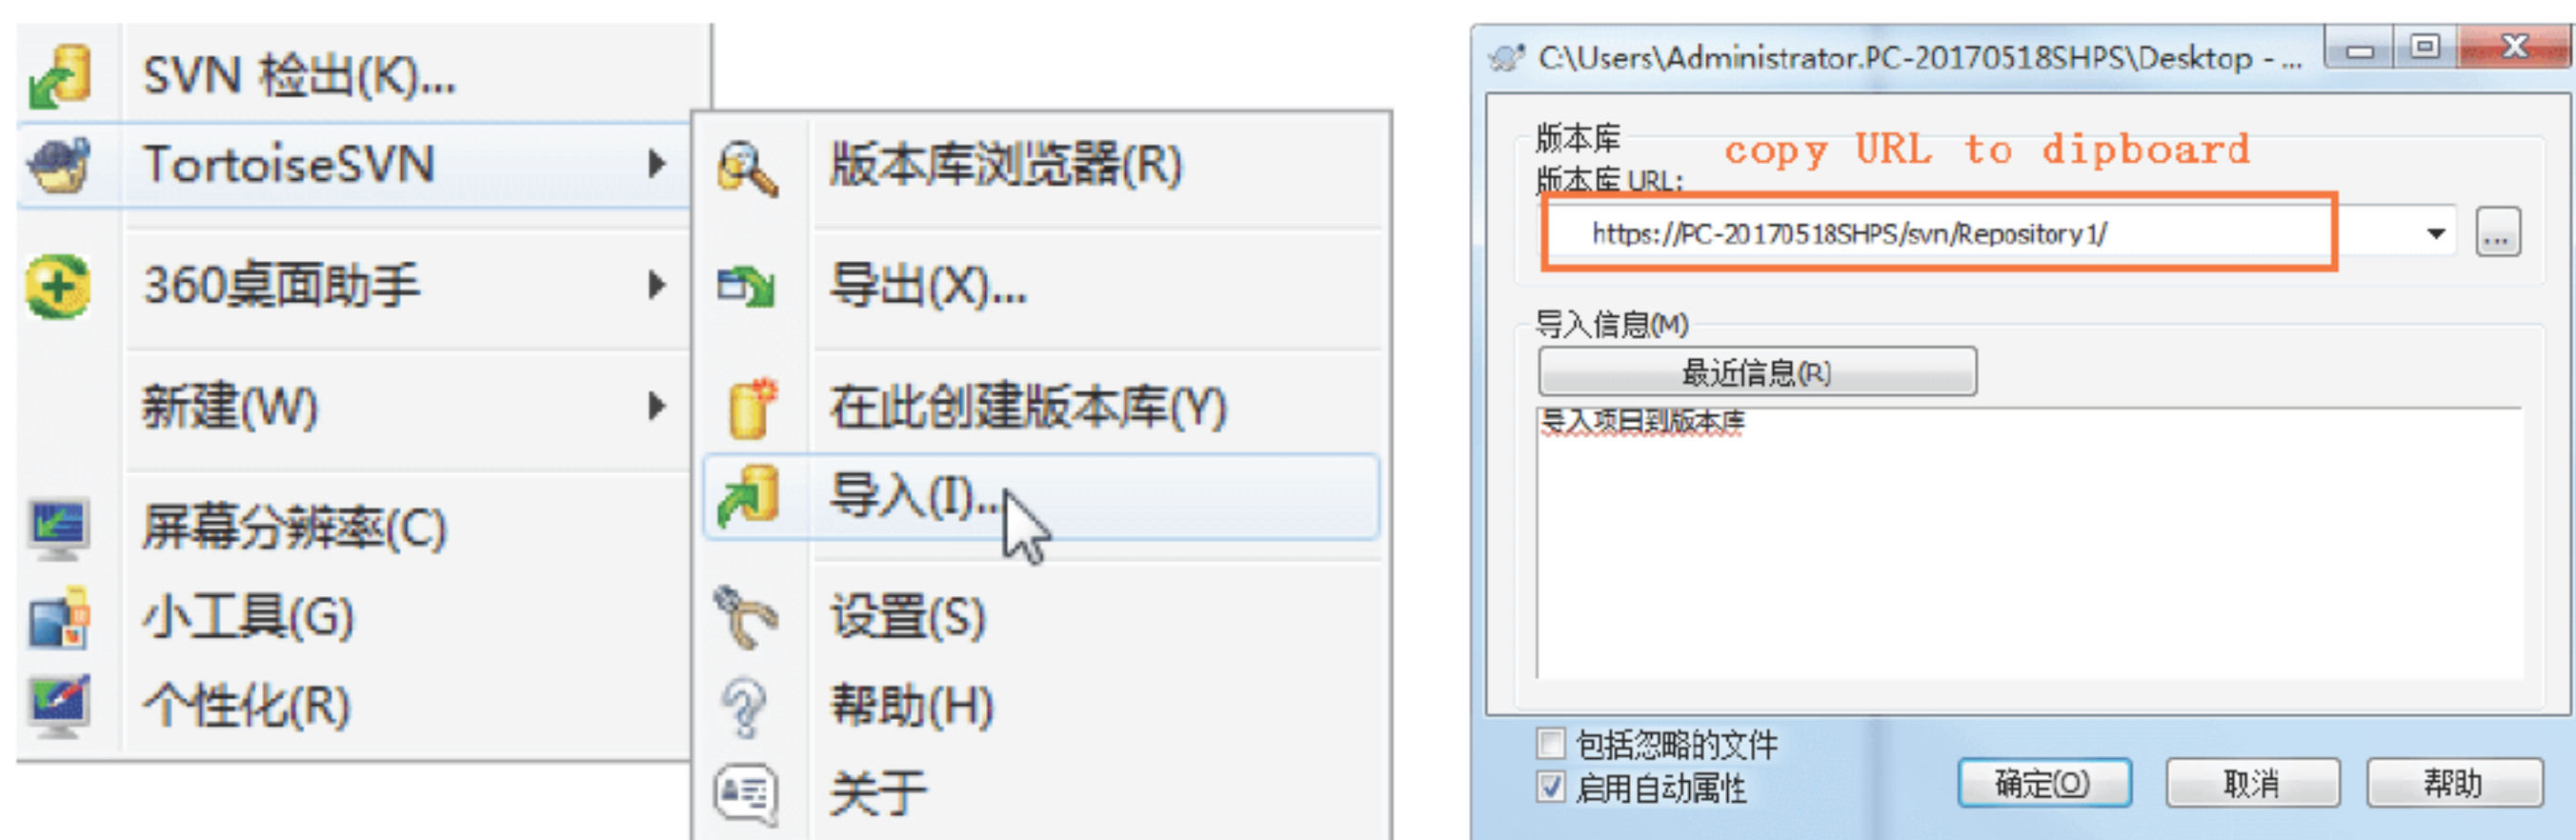 SVN 检出(K)...
TortoiseSVN
360桌面助手
新建(W)
屏幕分辨率(C)
小工具(G)
个性化(R)
版本库浏览器(R)
导出(X)...
在此创建版本库(Y)
导入(I)...
设置(S)
帮助(H)
关于
C:\Users\Administrator.PC-20170518SHPS\Desktop - ...
版本库
copy URL to dipboard
版本库 URL:
https://PC-20170518SHPS/svn/Repository1/
...
导入信息(M)
最近信息(R)
导入项目到版本库
包括忽略的文件
启用自动属性
确定(O)
取消
帮助